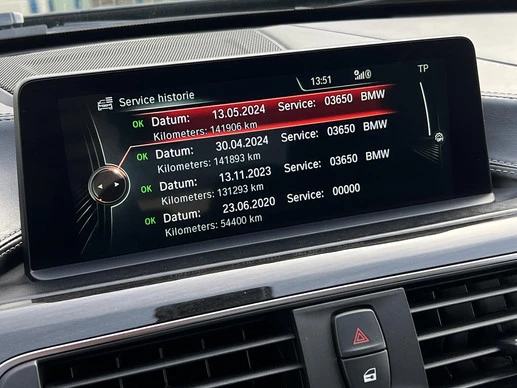 13:51
TP
Service historie
OK Datum: 13.05.2024 Service: 03650 BMW
Kilometers: 141906 km
OK Datum: 30.04.2024 Service: 03650 BMW
Kilometers: 141893 km
OK Datum: 13.11.2023 Service: 03650 BMW
Kilometers: 131293 km
OK Datum: 23.06.2020 Service: 00000
Kilometers: 54400 km